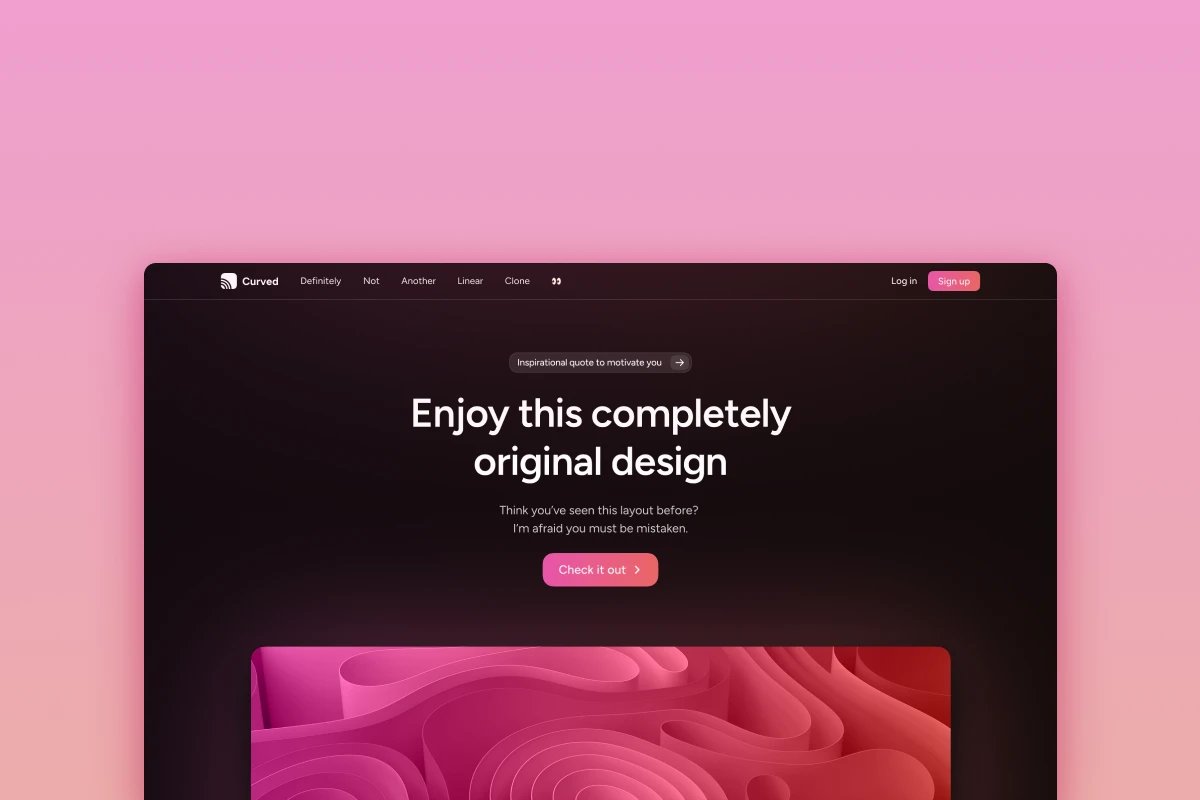 Curved Definitely Not Another Linear Clone 👀 Log in Sign up
Inspirational quote to motivate you →
Enjoy this completely
original design
Think you’ve seen this layout before?
I’m afraid you must be mistaken.
Check it out